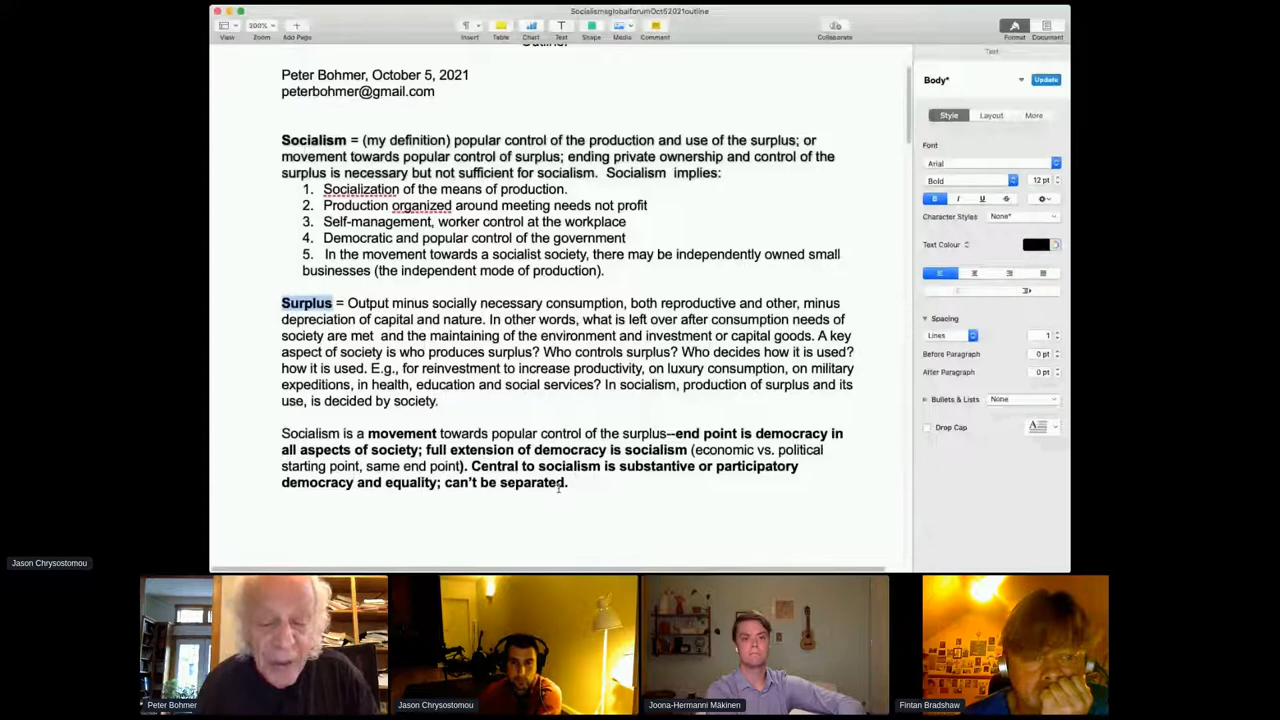 Socialismsglobalforum0ct52021outline
200%
View
Zoom
Add Page
Insert
Table
Chart
Text
Shape
Media
Comment
Collaborate
Format
Document
Text
Peter Bohmer, October 5, 2021
peterbohmer@gmail.com
Socialism = (my definition) popular control of the production and use of the surplus; or
movement towards popular control of surplus; ending private ownership and control of the
surplus is necessary but not sufficient for socialism. Socialism implies:
1. Socialization of the means of production.
2. Production organized around meeting needs not profit
3. Self-management, worker control at the workplace
4. Democratic and popular control of the government
5. In the movement towards a socialist society, there may be independently owned small
businesses (the independent mode of production).
Surplus = Output minus socially necessary consumption, both reproductive and other, minus
depreciation of capital and nature. In other words, what is left over after consumption needs of
society are met and the maintaining of the environment and investment or capital goods. A key
aspect of society is who produces surplus? Who controls surplus? Who decides how it is used?
how it is used. E.g., for reinvestment to increase productivity, on luxury consumption, on military
expeditions, in health, education and social services? In socialism, production of surplus and its
use, is decided by society.
Socialism is a movement towards popular control of the surplus--end point is democracy in
all aspects of society; full extension of democracy is socialism (economic vs. political
starting point, same end point). Central to socialism is substantive or participatory
democracy and equality; can't be separated.
Body*
Update
Style
Layout
More
Font
Arial
Bold
12 pt
B I U S
Character Styles
None*
Text Colour
Spacing
Lines
1
Before Paragraph
0 pt
After Paragraph
0 pt
Bullets & Lists
None
Drop Cap
Jason Chrysostomou
Peter Bohmer
Jason Chrysostomou
Joona-Hermanni Mäkinen
Fintan Bradshaw